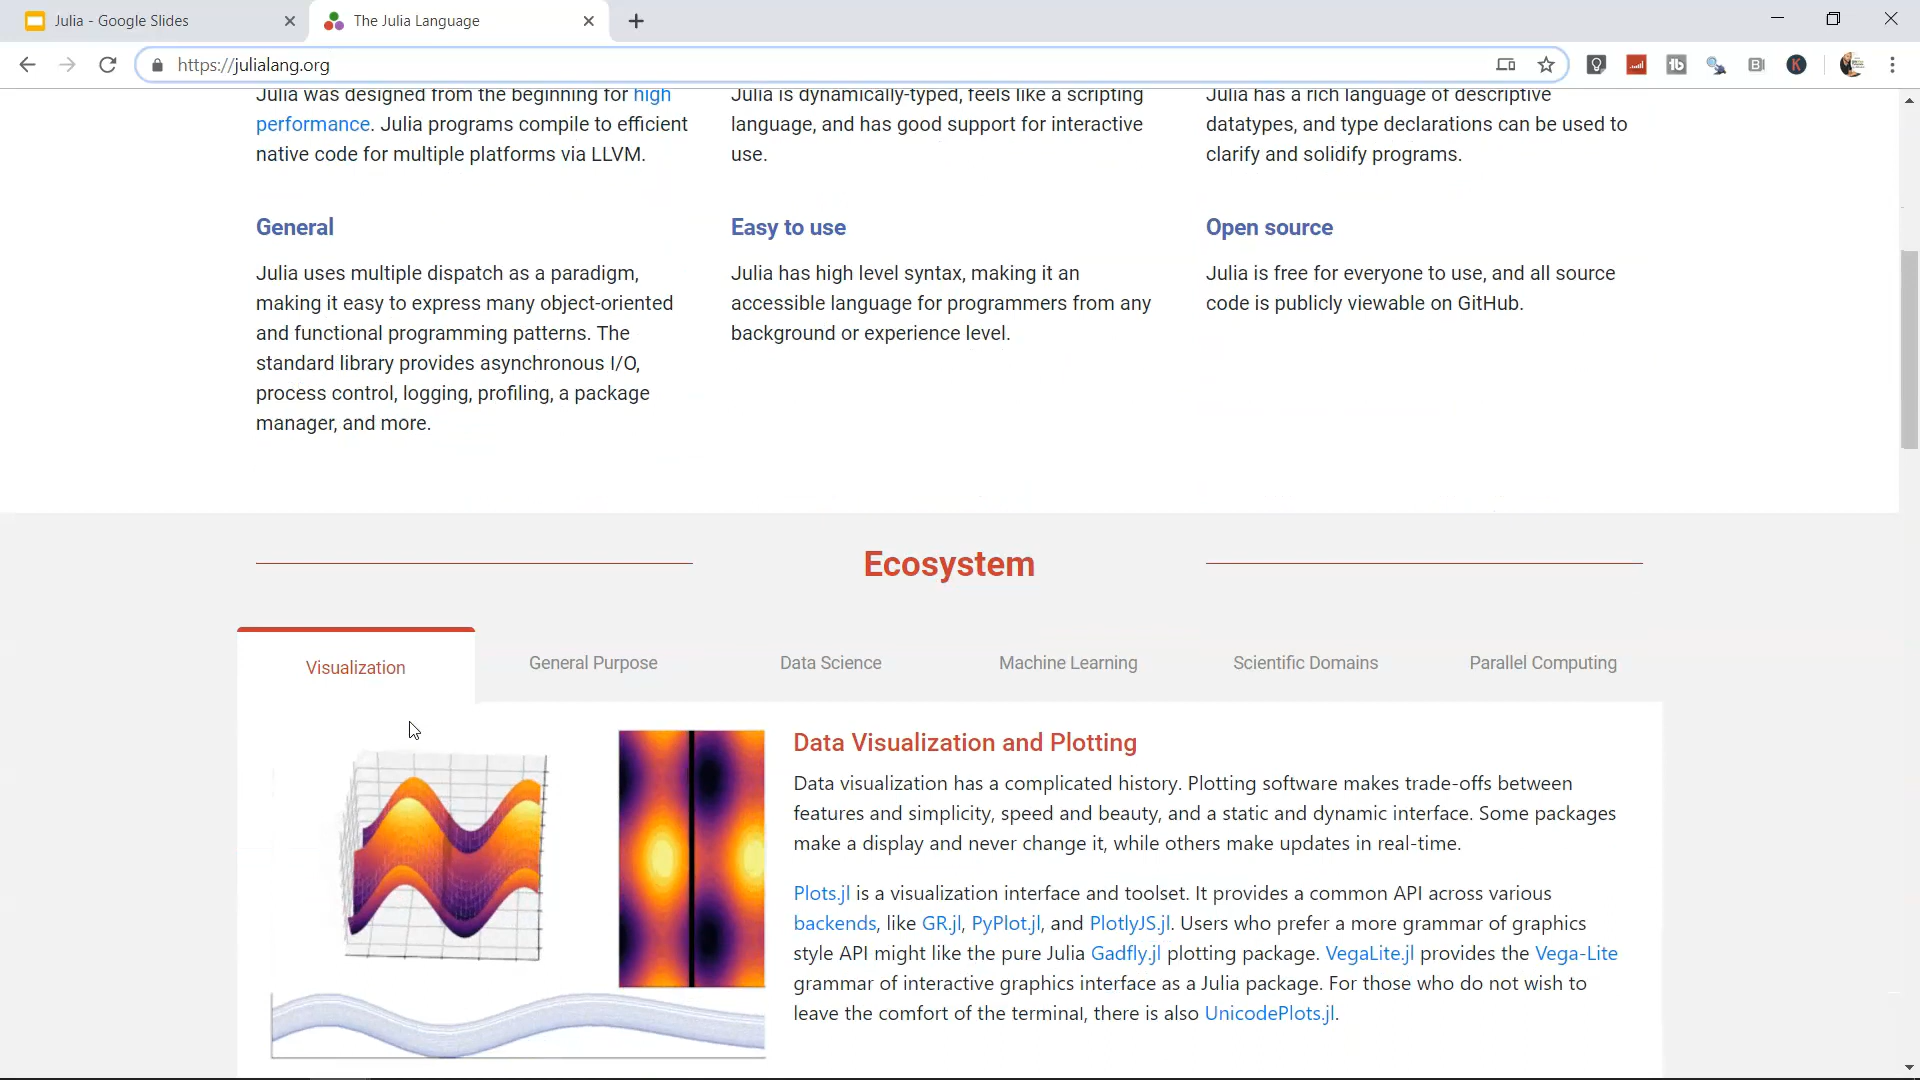 Julia - Google Slides
The Julia Language
https://julialang.org
Julia was designed from the beginning for high
performance. Julia programs compile to efficient
native code for multiple platforms via LLVM.
Julia is dynamically-typed, feels like a scripting
language, and has good support for interactive
use.
Julia has a rich language of descriptive
datatypes, and type declarations can be used to
clarify and solidify programs.
General
Julia uses multiple dispatch as a paradigm,
making it easy to express many object-oriented
and functional programming patterns. The
standard library provides asynchronous I/O,
process control, logging, profiling, a package
manager, and more.
Easy to use
Julia has high level syntax, making it an
accessible language for programmers from any
background or experience level.
Open source
Julia is free for everyone to use, and all source
code is publicly viewable on GitHub.
Ecosystem
Visualization
General Purpose
Data Science
Machine Learning
Scientific Domains
Parallel Computing
Data Visualization and Plotting
Data visualization has a complicated history. Plotting software makes trade-offs between
features and simplicity, speed and beauty, and a static and dynamic interface. Some packages
make a display and never change it, while others make updates in real-time.
Plots.jl is a visualization interface and toolset. It provides a common API across various
backends, like GR.jl, PyPlot.jl, and PlotlyJS.jl. Users who prefer a more grammar of graphics
style API might like the pure Julia Gadfly.jl plotting package. VegaLite.jl provides the Vega-Lite
grammar of interactive graphics interface as a Julia package. For those who do not wish to
leave the comfort of the terminal, there is also UnicodePlots.jl.